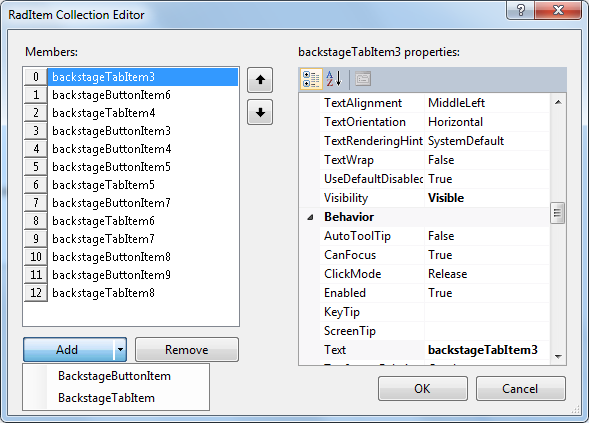 RadItem Collection Editor
Members:
0 backstageTabItem3
1 backstageButtonItem6
2 backstageTabItem4
3 backstageButtonItem3
4 backstageButtonItem4
5 backstageButtonItem5
6 backstageTabItem5
7 backstageButtonItem7
8 backstageTabItem6
9 backstageTabItem7
10 backstageButtonItem8
11 backstageButtonItem9
12 backstageTabItem8
Add
Remove
BackstageButtonItem
BackstageTabItem
backstageTabItem3 properties:
TextAlignment MiddleLeft
TextOrientation Horizontal
TextRenderingHint SystemDefault
TextWrap False
UseDefaultDisabled True
Visibility Visible
Behavior
AutoToolTip False
CanFocus True
ClickMode Release
Enabled True
KeyTip
ScreenTip
Text backstageTabItem3
OK
Cancel